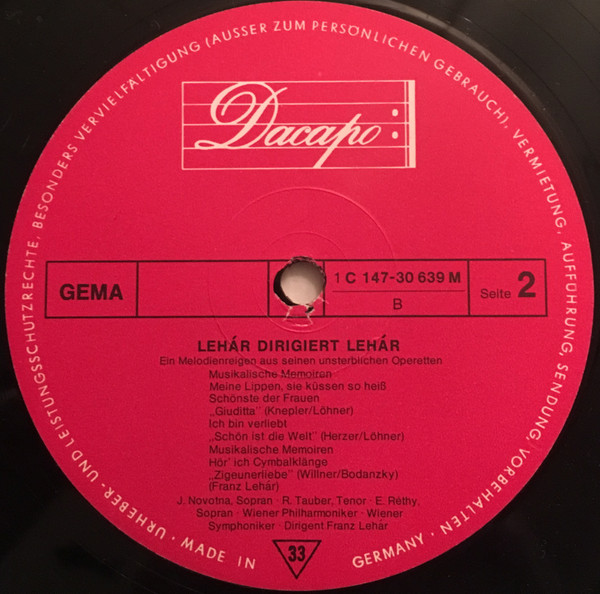 URHEBER- UND LEISTUNGSSCHUTZRECHTE, BESONDERS VERVIELFÄLTIGUNG (AUSSER ZUM PERSÖNLICHEN GEBRAUCH), VERMIETUNG, AUFFÜHRUNG, SENDUNG, VORBEHALTEN · MADE IN GERMANY ·
Dacapo
GEMA
1 C 147-30 639 M
B
Seite 2
LEHÁR DIRIGIERT LEHÁR
Ein Melodienreigen aus seinen unsterblichen Operetten
Musikalische Memoiren
Meine Lippen, sie küssen so heiß
Schönste der Frauen
„Giuditta" (Knepler/Löhner)
Ich bin verliebt
„Schön ist die Welt" (Herzer/Löhner)
Musikalische Memoiren
Hör' ich Cymbalklänge
„Zigeunerliebe" (Willner/Bodanzky)
(Franz Lehár)
J. Novotna, Sopran · R. Tauber, Tenor · E. Réthy,
Sopran · Wiener Philharmoniker · Wiener
Symphoniker · Dirigent Franz Lehár
33